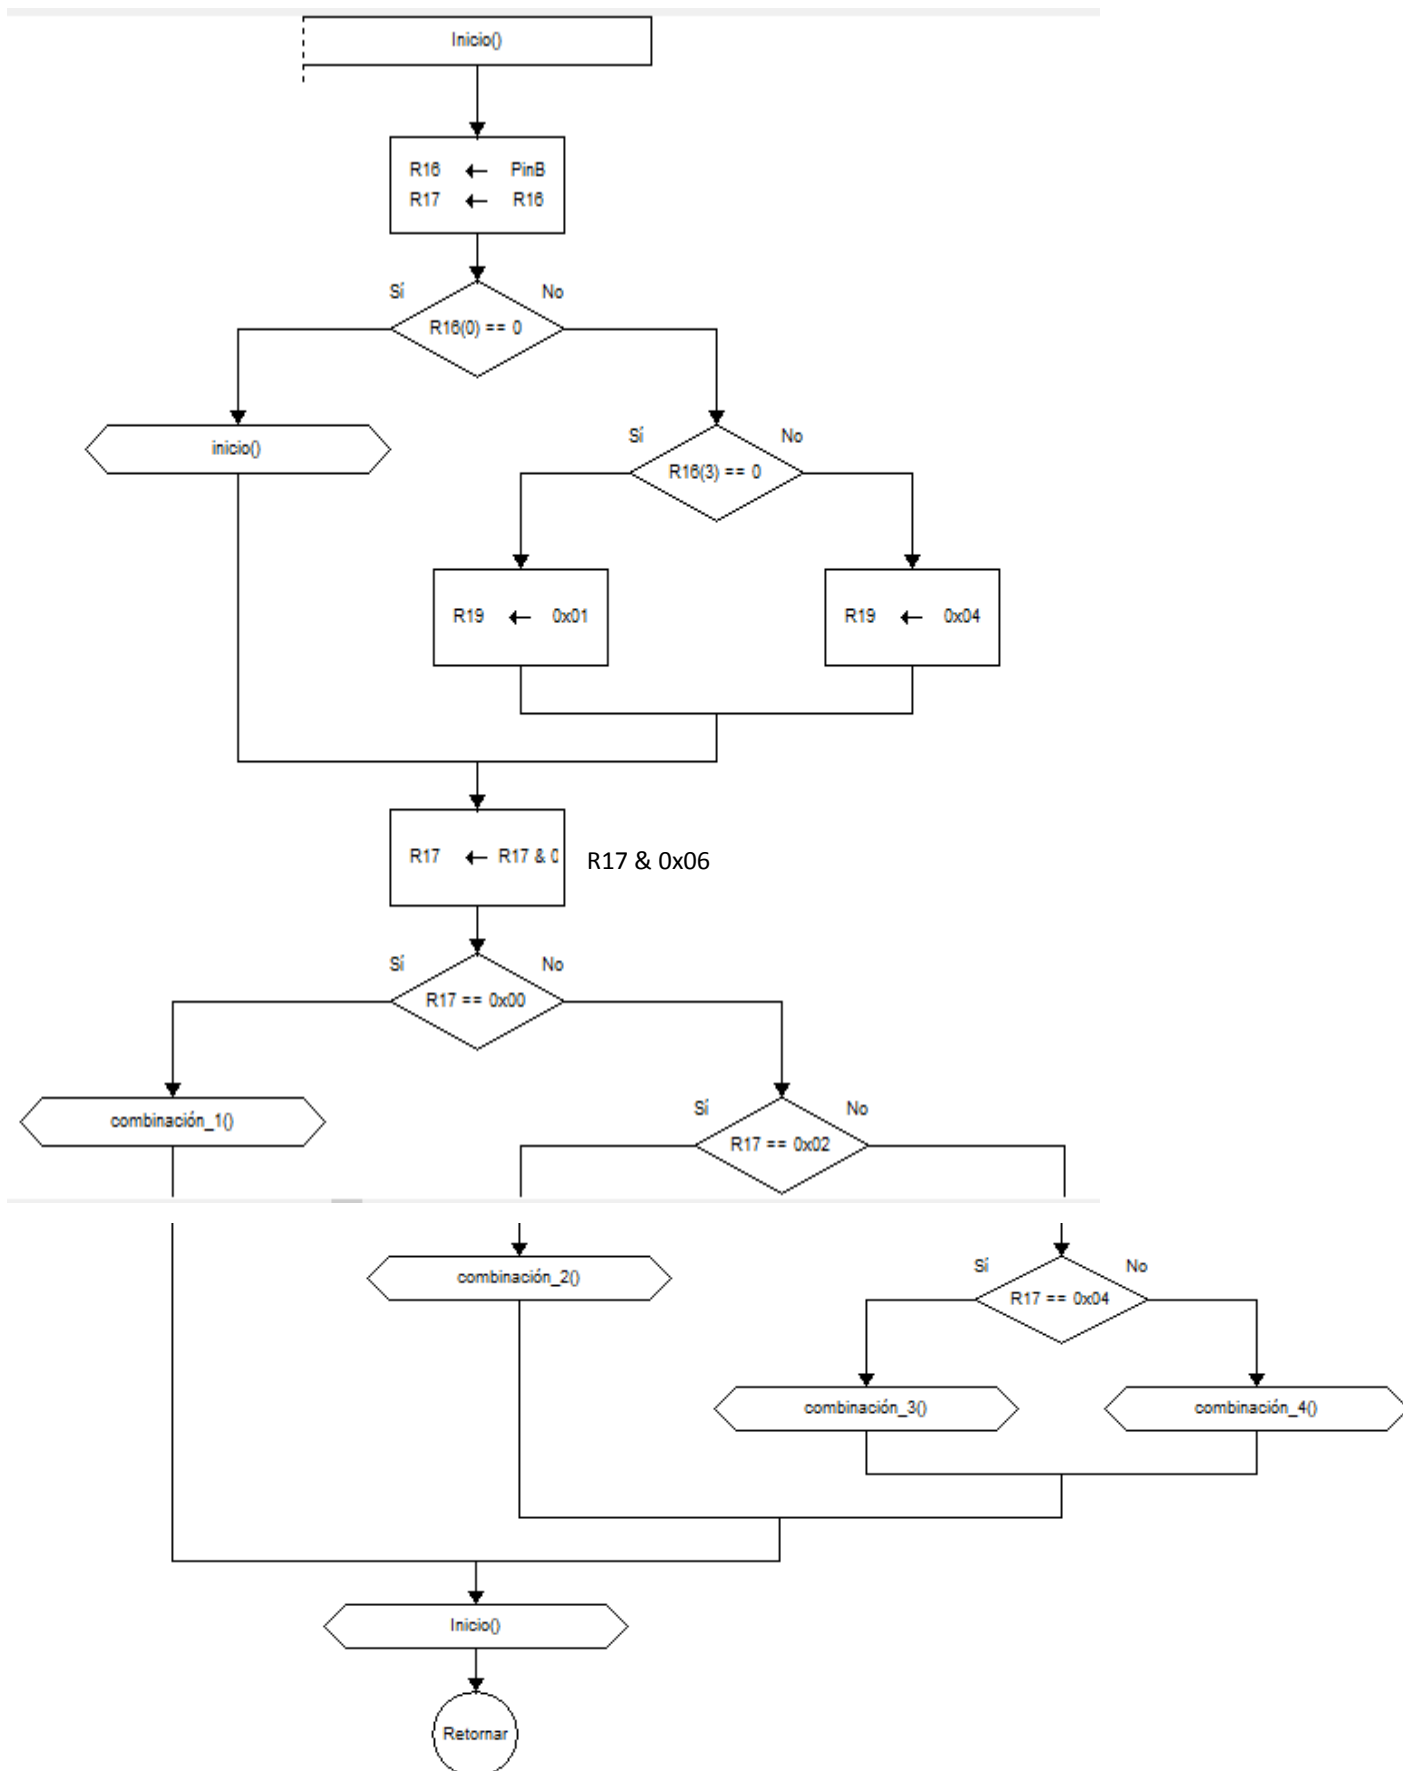 Inicio()
R16 ← PinB
R17 ← R16
Sí No
R16(0) == 0
inicio()
Sí No
R16(3) == 0
R19 ← 0x01
R19 ← 0x04
R17 ← R17 & 0
R17 & 0x06
Sí No
R17 == 0x00
combinación_1()
Sí No
R17 == 0x02
combinación_2()
Sí No
R17 == 0x04
combinación_3()
combinación_4()
Inicio()
Retornar